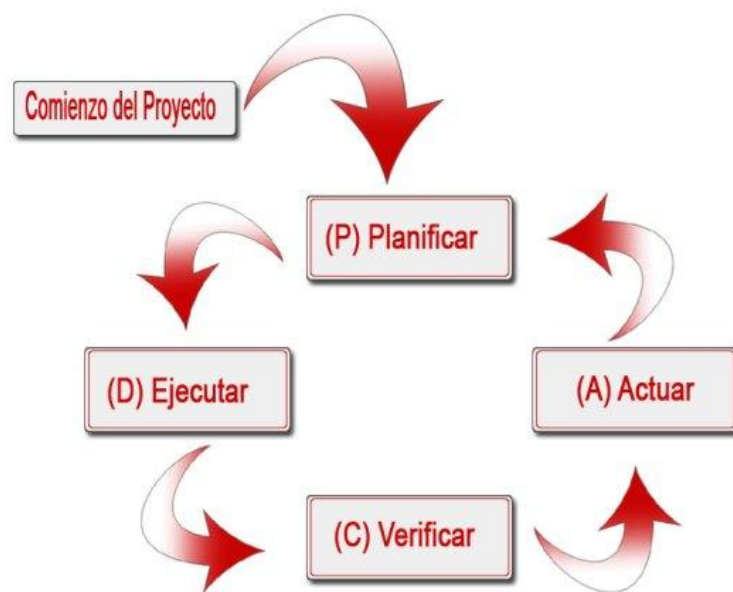 Comienzo del Proyecto
(P) Planificar
(D) Ejecutar
(A) Actuar
(C) Verificar